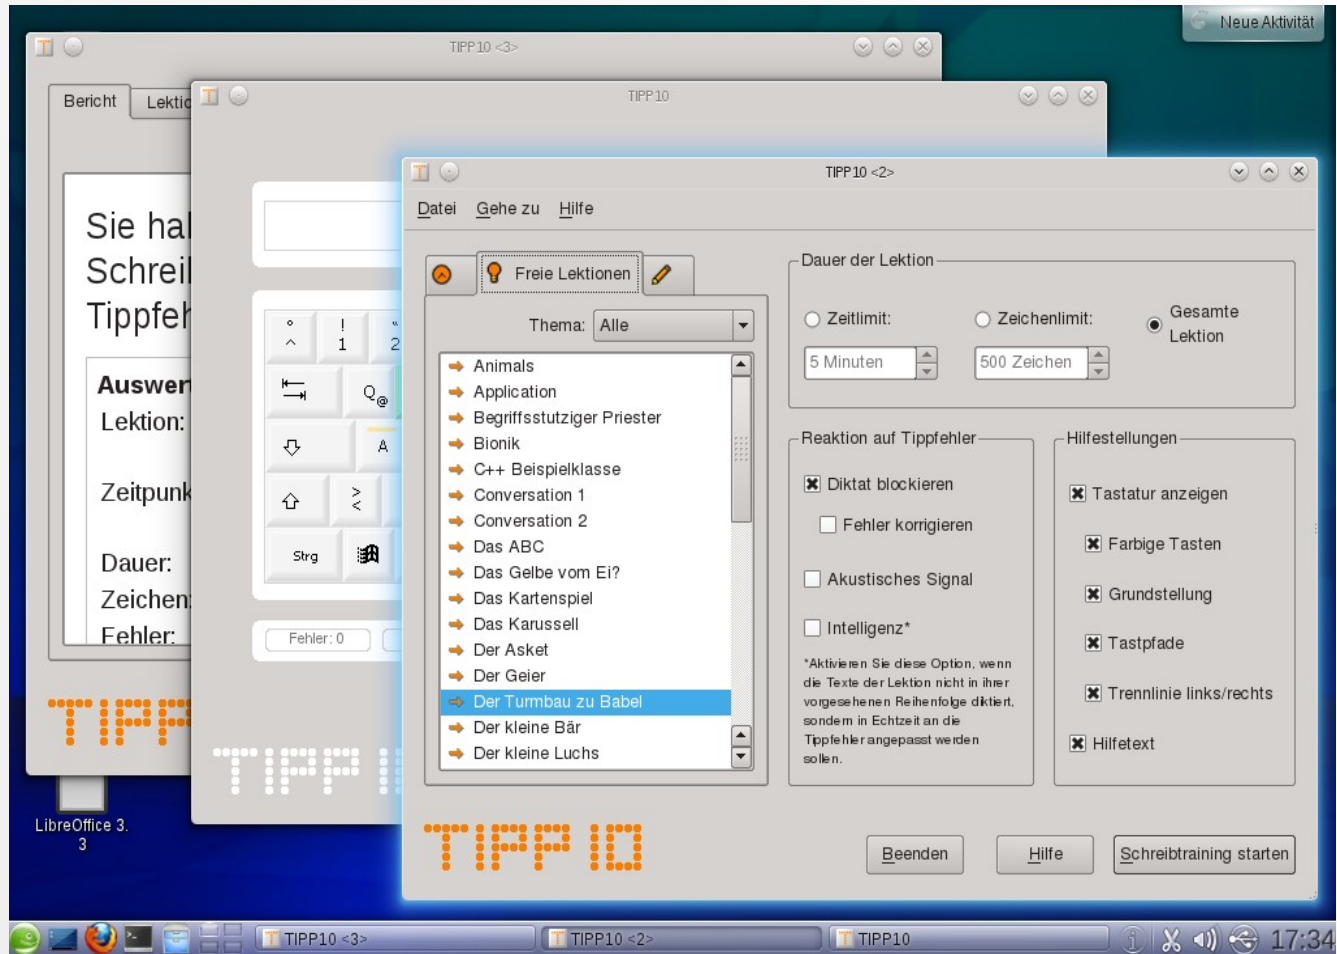 Neue Aktivität
TIPP10 <3>
Bericht
Sie
Schrei
Tippfeh
Auswer
Lektion:
Zeitpunk
Dauer:
Zeichen:
Fehler:
TIPP
LibreOffice 3.
3
TIPP10
°
^
!
1
2
Q
@
A
>
<
Strg
Fehler: 0
TIPP
TIPP10 <2>
Datei Gehe zu Hilfe
Freie Lektionen
Thema: Alle
Animals
Application
Begriffsstutziger Priester
Bionik
C++ Beispielklasse
Conversation 1
Conversation 2
Das ABC
Das Gelbe vom Ei?
Das Kartenspiel
Das Karussell
Der Asket
Der Geier
Der Turmbau zu Babel
Der kleine Bär
Der kleine Luchs
Dauer der Lektion
Zeitlimit: Zeichenlimit: Gesamte
Lektion
5 Minuten 500 Zeichen
Reaktion auf Tippfehler
Diktat blockieren
Fehler korrigieren
Akustisches Signal
Intelligenz*
*Aktivieren Sie diese Option, wenn
die Texte der Lektion nicht in ihrer
vorgesehenen Reihenfolge diktiert,
sondern in Echtzeit an die
Tippfehler angepasst werden
sollen.
Hilfestellungen
Tastatur anzeigen
Farbige Tasten
Grundstellung
Tastpfade
Trennlinie links/rechts
Hilfetext
TIPP10
Beenden Hilfe Schreibtraining starten
TIPP10 <3> TIPP10 <2> TIPP10 17:34